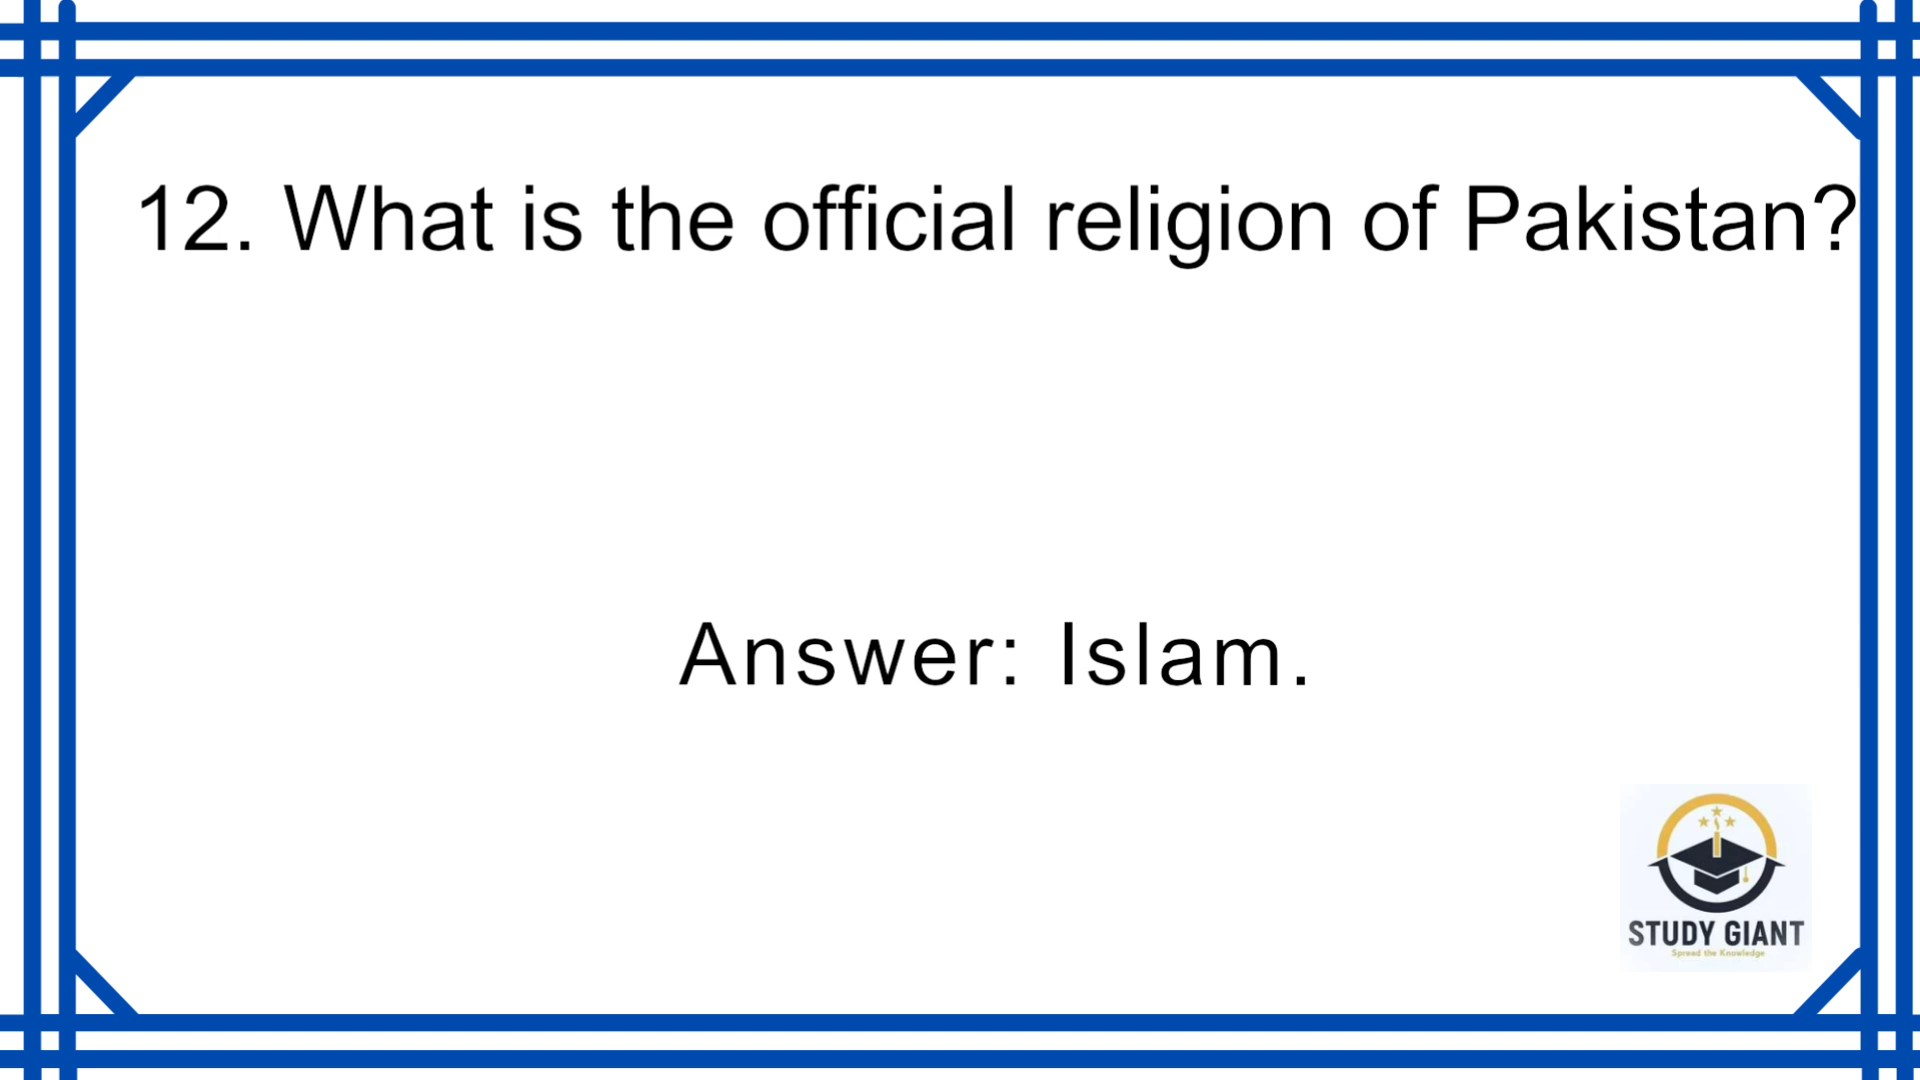 12. What is the official religion of Pakistan?
Answer: Islam.
STUDY GIANT
Spread the Knowledge